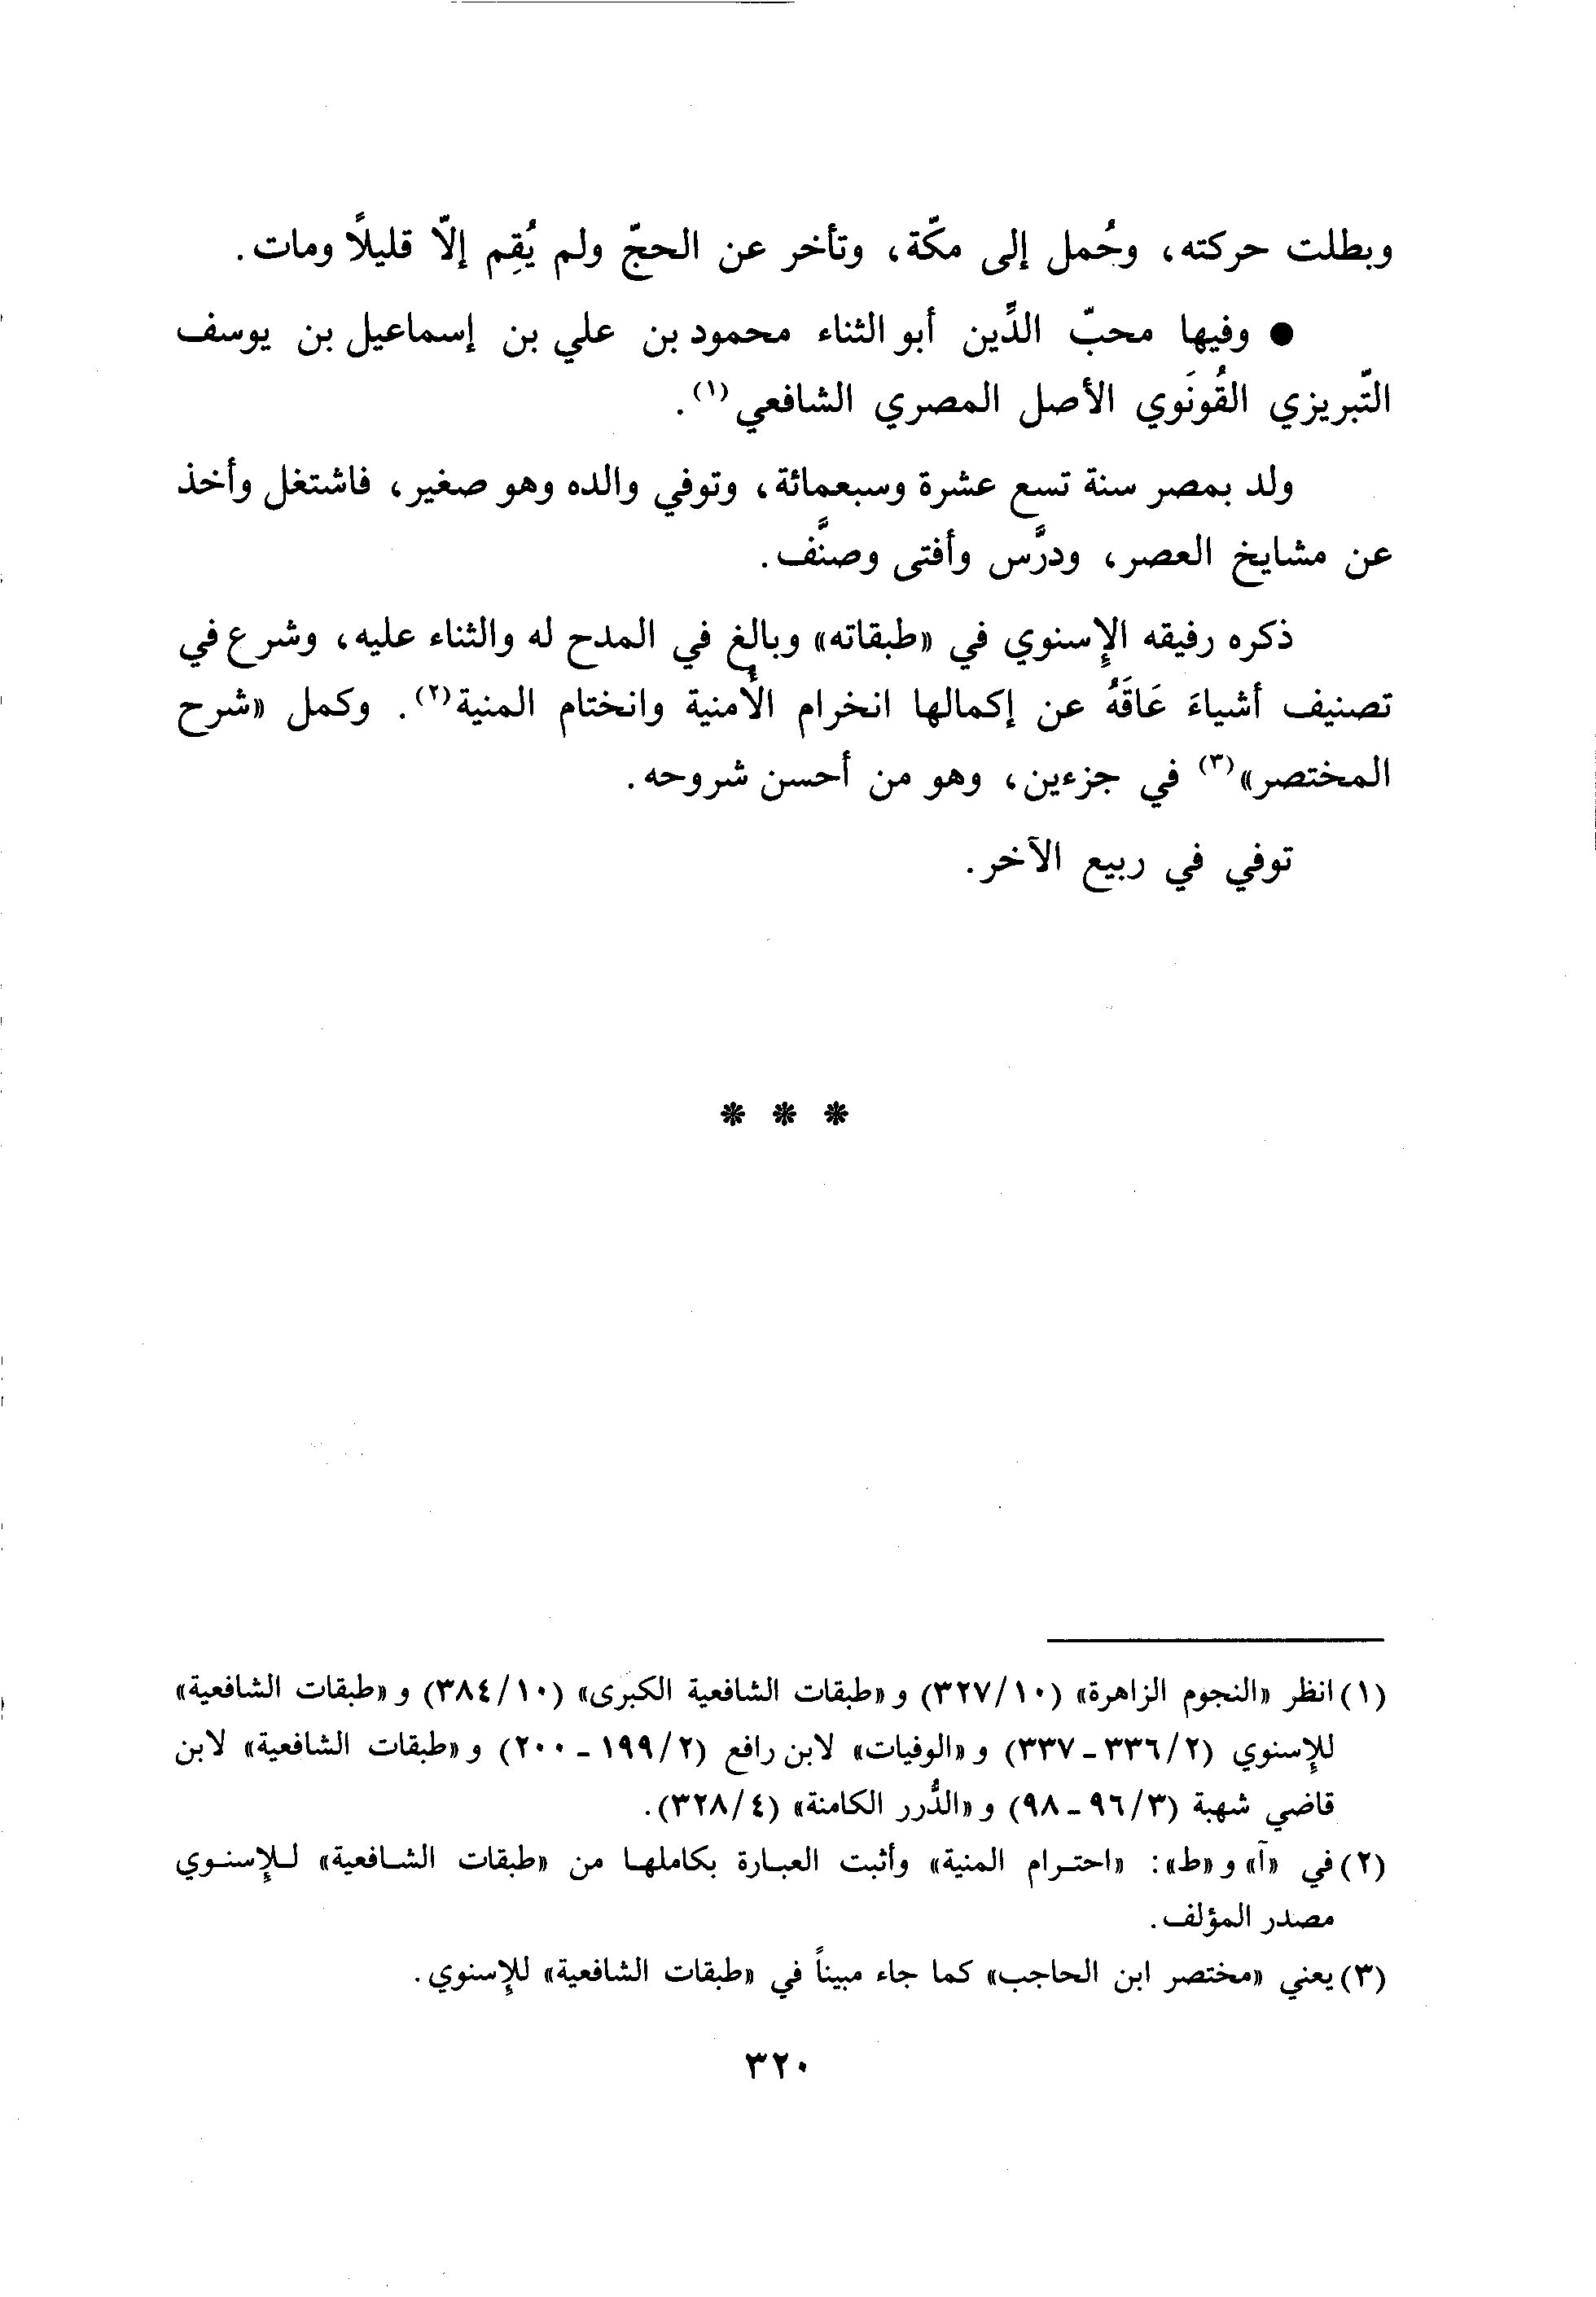 وبطلت حركته، وحُمل إلى مكّة، وتأخر عن الحجّ ولم يُقِم إلّا قليلًا ومات.
● وفيها محبّ الدِّين أبو الثناء محمود بن علي بن إسماعيل بن يوسف
التّبريزي القُونَوي الأصل المصري الشافعي(١).
ولد بمصر سنة تسع عشرة وسبعمائة، وتوفي والده وهو صغير، فاشتغل وأخذ
عن مشايخ العصر، ودرَّس وأفتى وصنَّف.
ذكره رفيقه الإسنوي في «طبقاته» وبالغ في المدح له والثناء عليه، وشرع في
تصنيف أشياءَ عَاقَهُ عن إكمالها انخرام الأُمنية وانختام المنية(٢). وكمل «شرح
المختصر»(٣) في جزءين، وهو من أحسن شروحه.
توفي في ربيع الآخر.
* * *
(١) انظر «النجوم الزاهرة» (١٠/٣٢٧) و«طبقات الشافعية الكبرى» (١٠/٣٨٤) و«طبقات الشافعية»
للإسنوي (٢/٣٣٦ - ٣٣٧) و«الوفيات» لابن رافع (٢/١٩٩ - ٢٠٠) و«طبقات الشافعية» لابن
قاضي شهبة (٣/٩٦ - ٩٨) و«الدُّرر الكامنة» (٤/٣٢٨).
(٢) في «آ» و«ط»: «احترام المنية» وأثبت العبارة بكاملها من «طبقات الشافعية» للإسنوي
مصدر المؤلف.
(٣) يعني «مختصر ابن الحاجب» كما جاء مبيناً في «طبقات الشافعية» للإسنوي.
٣٢٠